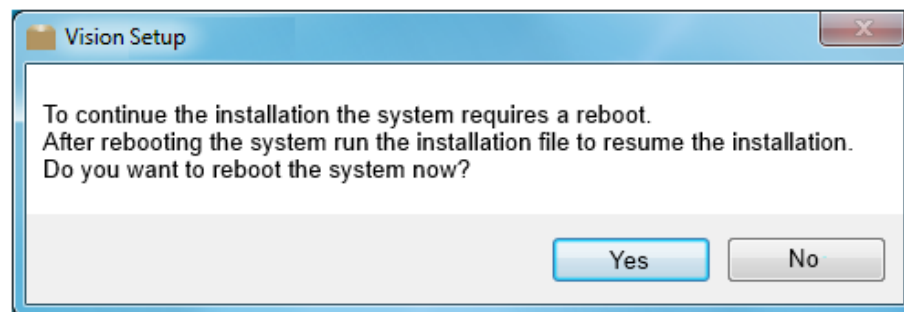 Vision Setup
To continue the installation the system requires a reboot.
After rebooting the system run the installation file to resume the installation.
Do you want to reboot the system now?
Yes
No